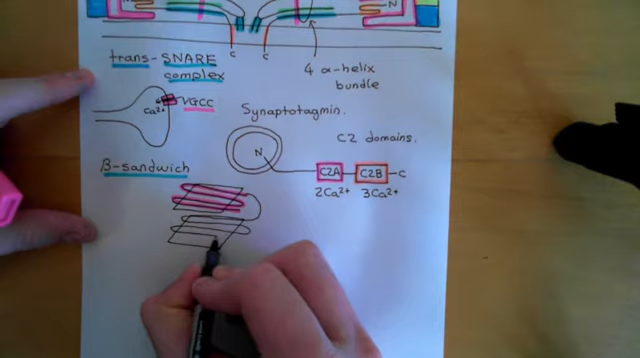 N
C C
trans-SNARE
complex
4 α-helix
bundle
Ca²⁺
VGCC
Synaptotagmin.
C2 domains.
N
C2A C2B C
2Ca²⁺ 3Ca²⁺
β-sandwich